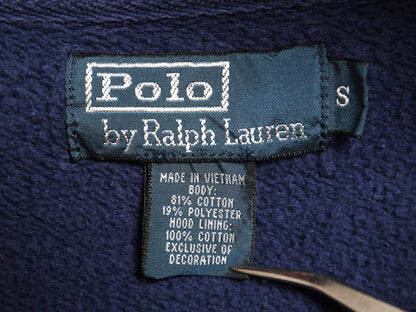 Polo
by Ralph Lauren
S
MADE IN VIETNAM
BODY:
81% COTTON
19% POLYESTER
HOOD LINING:
100% COTTON
EXCLUSIVE OF
DECORATION